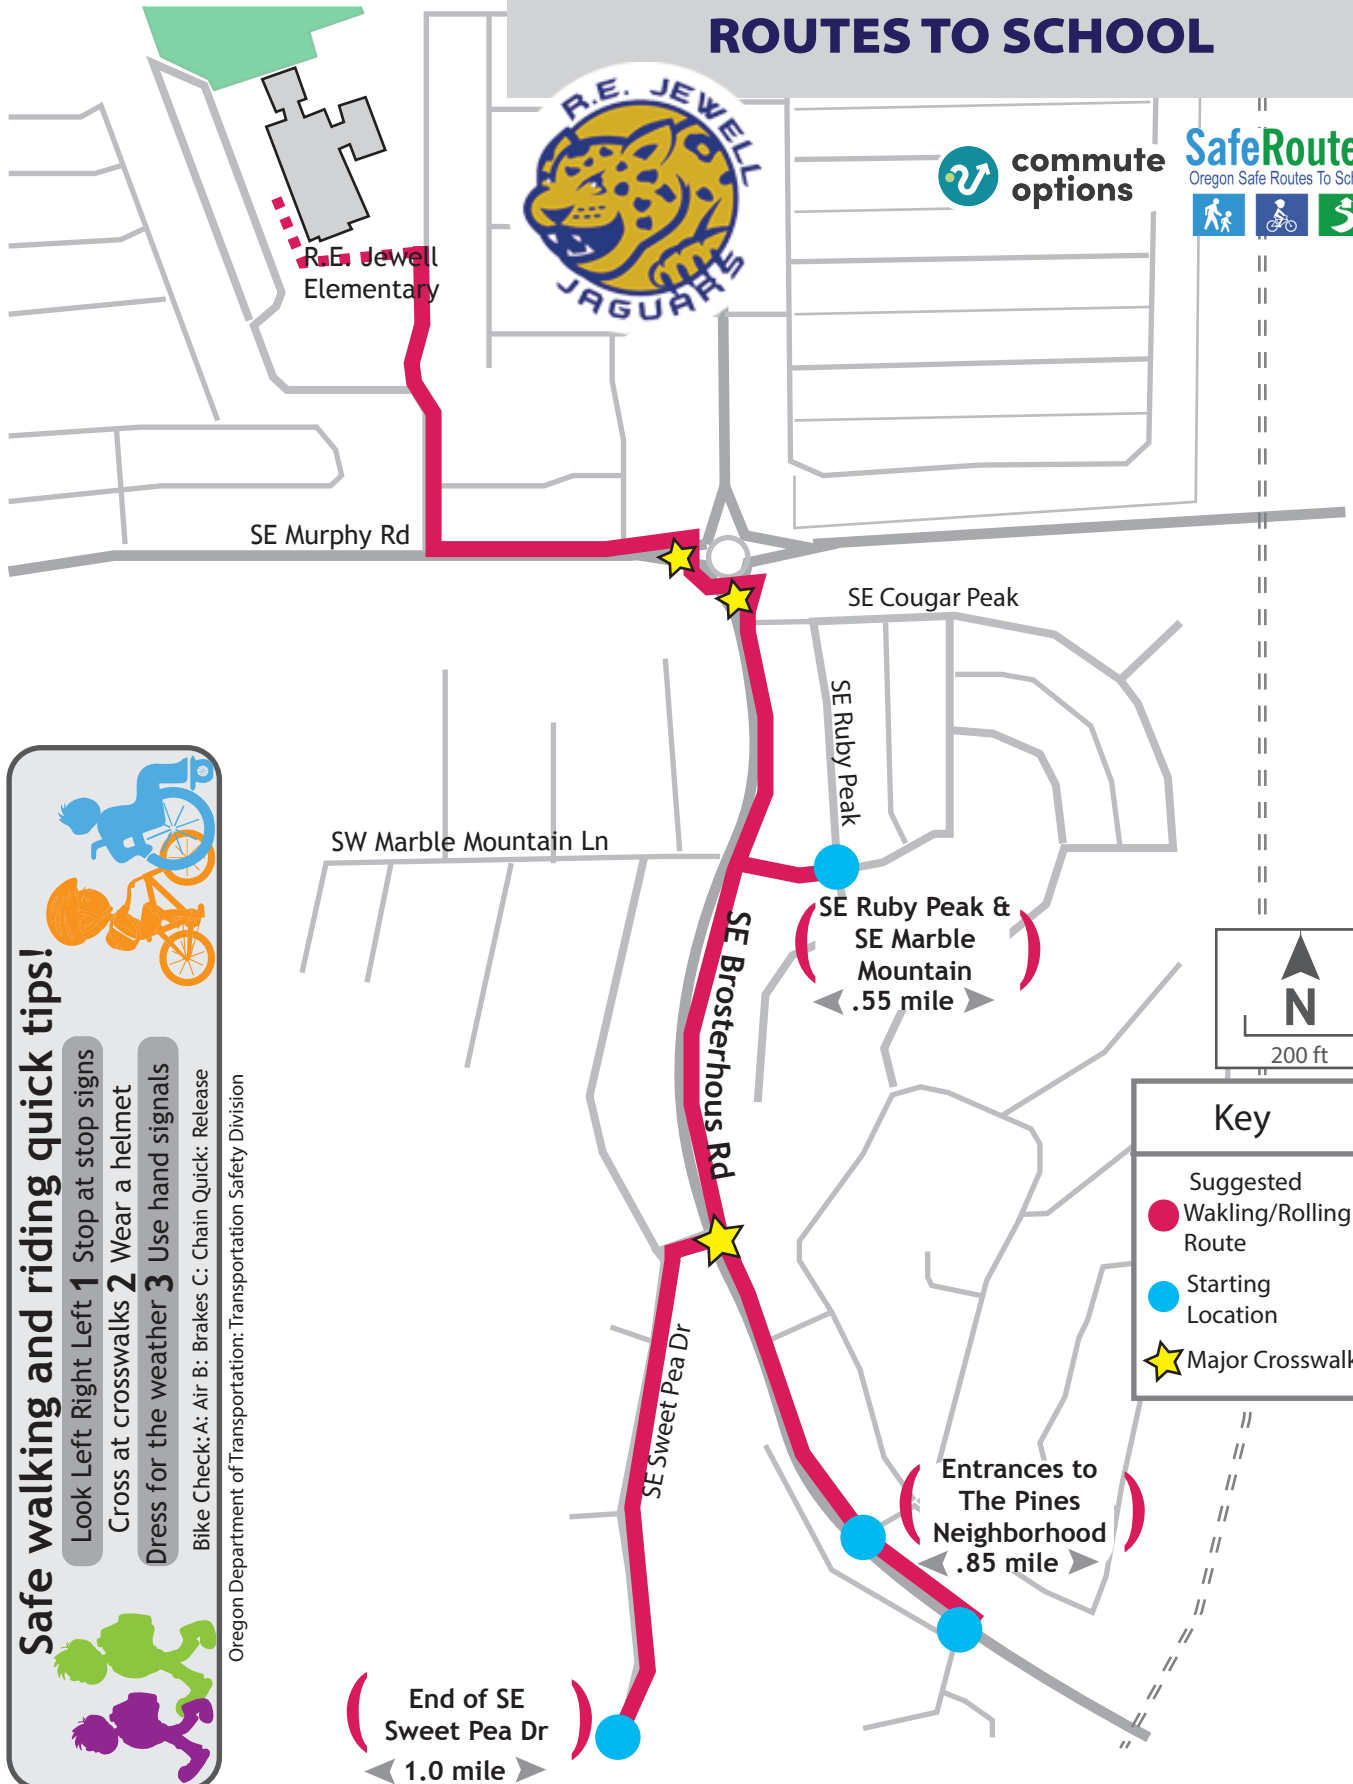 ROUTES TO SCHOOL
R.E. JEWELL
JAGUARS
commute
options
SafeRoute
Oregon Safe Routes To Sch
R.E. Jewell
Elementary
SE Murphy Rd
SE Cougar Peak
SE Ruby Peak
SW Marble Mountain Ln
SE Ruby Peak &
SE Marble
Mountain
.55 mile
SE Brosterhous Rd
N
200 ft
Key
Suggested
Wakling/Rolling
Route
Starting
Location
Major Crosswalk
SE Sweet Pea Dr
Entrances to
The Pines
Neighborhood
.85 mile
End of SE
Sweet Pea Dr
1.0 mile
Safe walking and riding quick tips!
Look Left Right Left 1 Stop at stop signs
Cross at crosswalks 2 Wear a helmet
Dress for the weather 3 Use hand signals
Bike Check: A: Air B: Brakes C: Chain Quick: Release
Oregon Department of Transportation: Transportation Safety Division